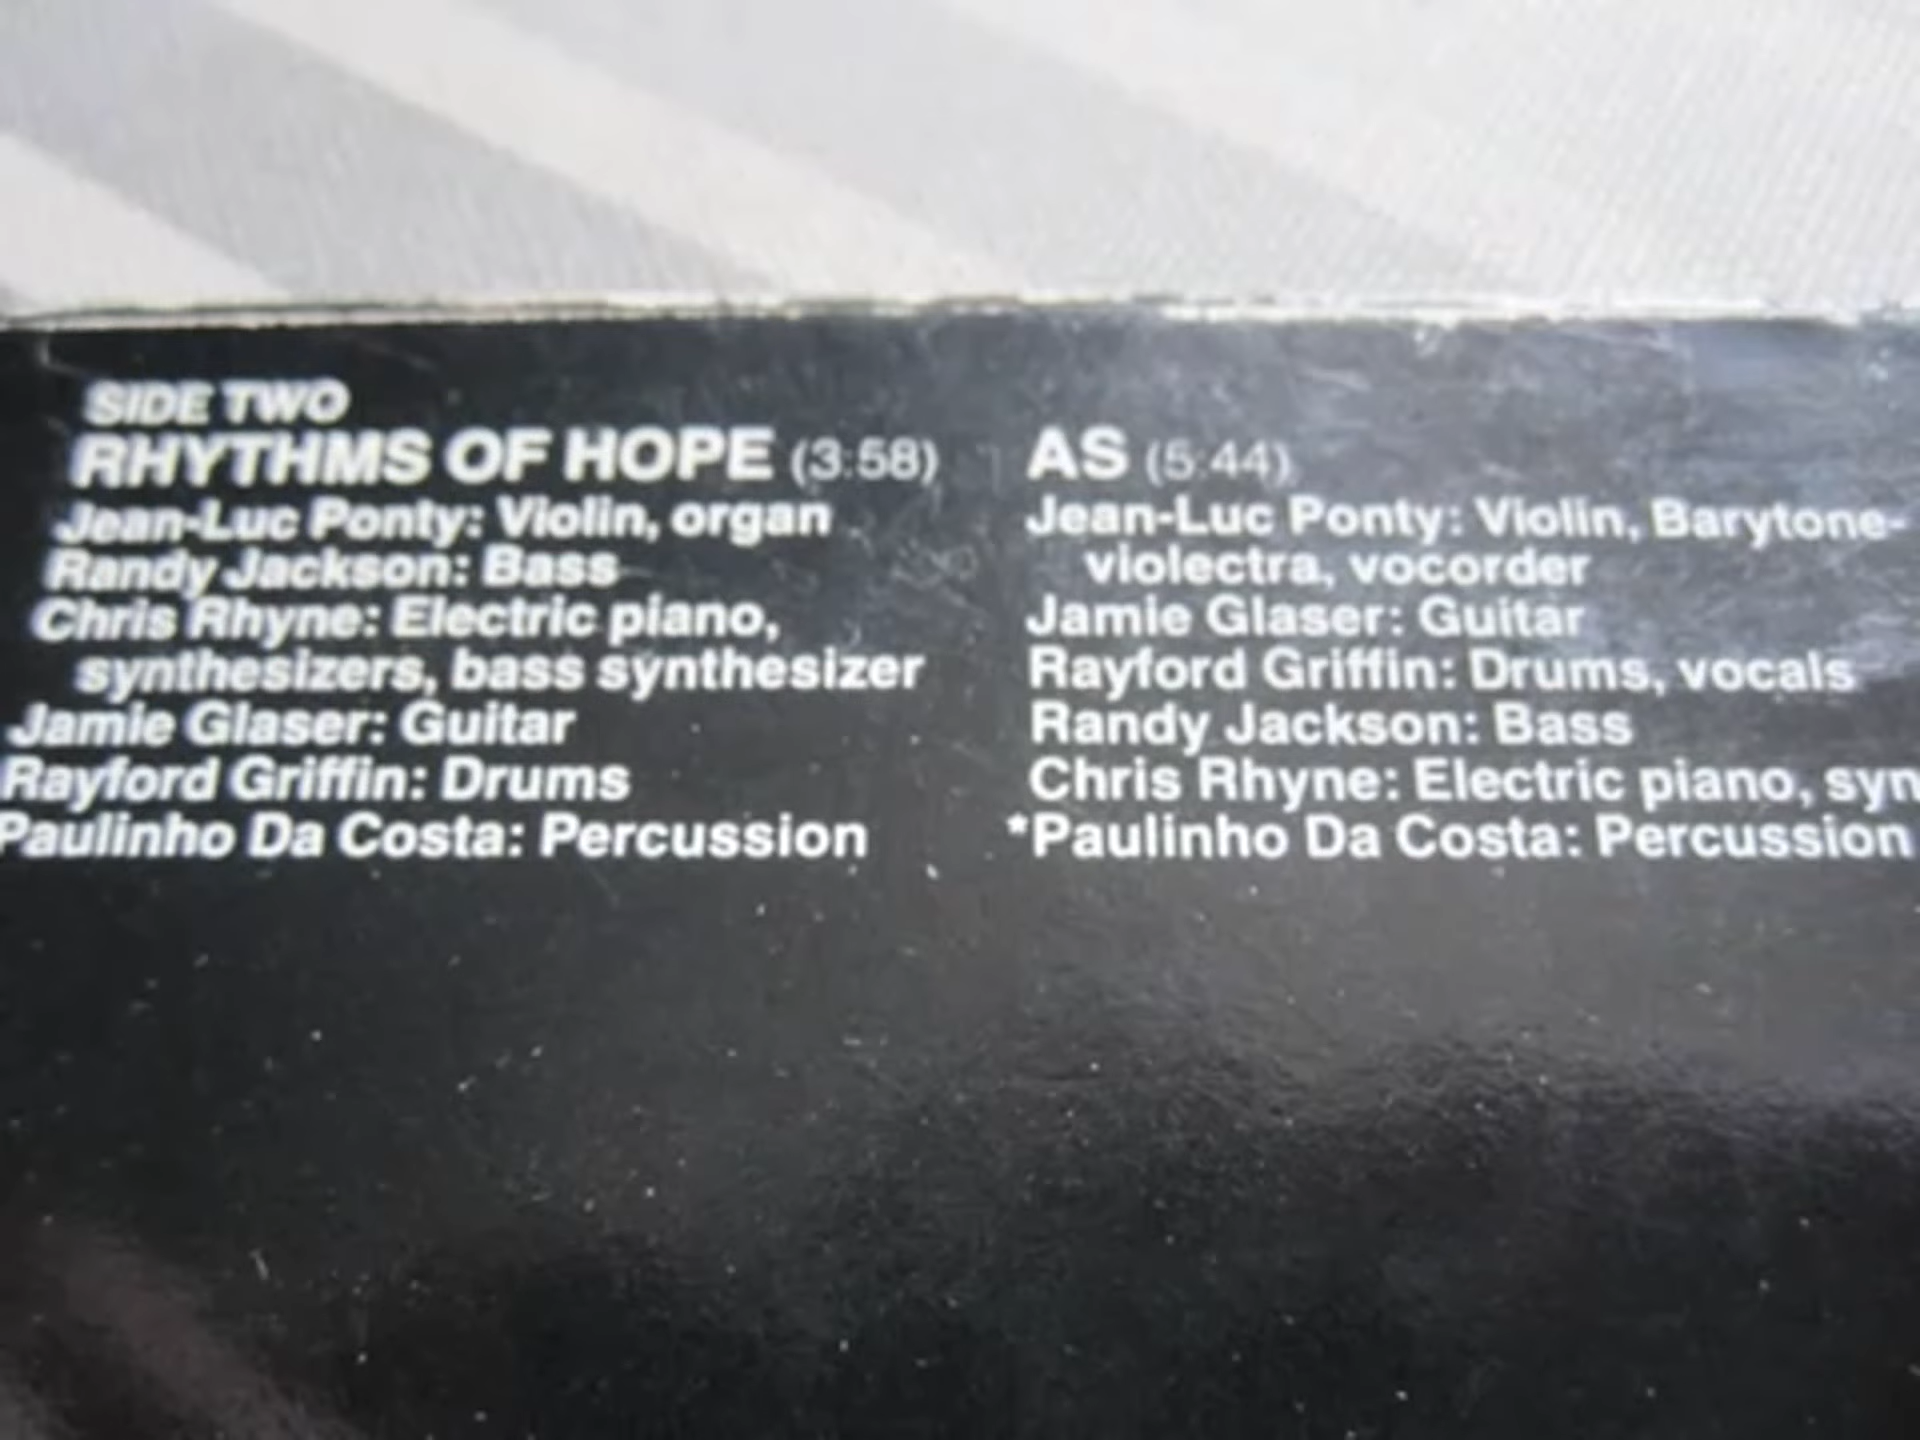 SIDE TWO
RHYTHMS OF HOPE (3:58)
Jean-Luc Ponty: Violin, organ
Randy Jackson: Bass
Chris Rhyne: Electric piano,
synthesizers, bass synthesizer
Jamie Glaser: Guitar
Rayford Griffin: Drums
Paulinho Da Costa: Percussion
AS (5:44)
Jean-Luc Ponty: Violin, Barytone-
violectra, vocorder
Jamie Glaser: Guitar
Rayford Griffin: Drums, vocals
Randy Jackson: Bass
Chris Rhyne: Electric piano, syn
*Paulinho Da Costa: Percussion